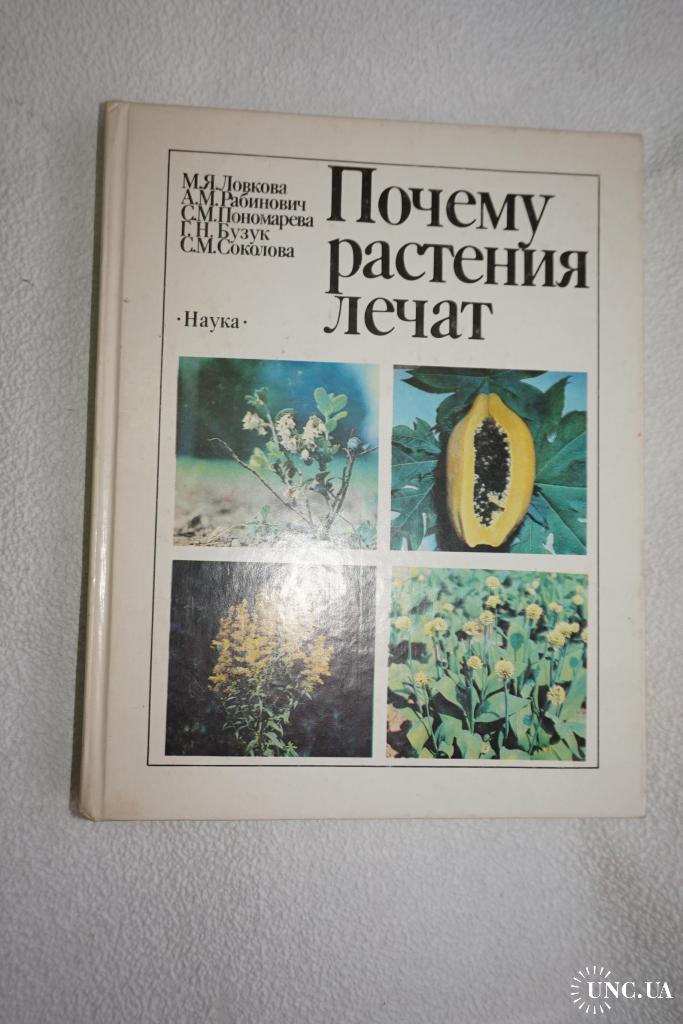 М.Я.Ловкова
А.М.Рабинович
С.М.Пономарева
Г.Н.Бузук
С.М.Соколова
Почему
растения
лечат
·Наука·
UNC.UA